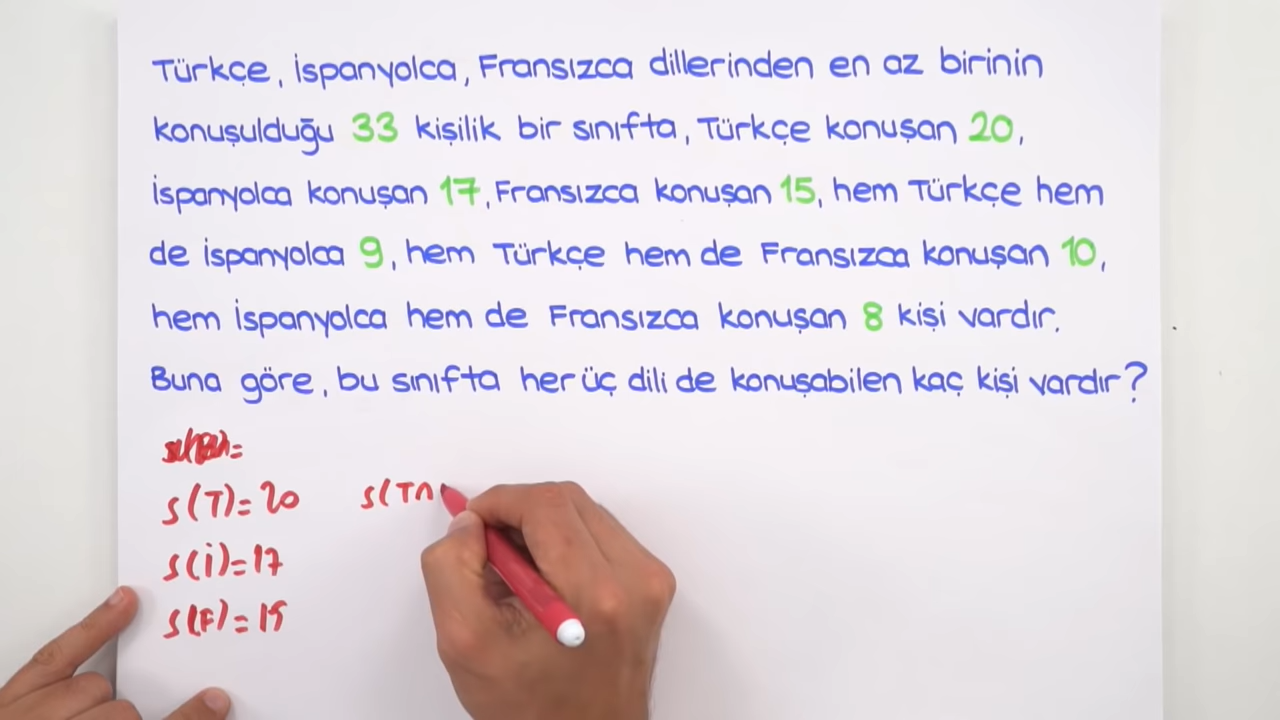 Türkçe, İspanyolca, Fransızca dillerinden en az birinin
konuşulduğu 33 kişilik bir sınıfta, Türkçe konuşan 20,
İspanyolca konuşan 17, Fransızca konuşan 15, hem Türkçe hem
de İspanyolca 9, hem Türkçe hem de Fransızca konuşan 10,
hem İspanyolca hem de Fransızca konuşan 8 kişi vardır.
Buna göre, bu sınıfta her üç dili de konuşabilen kaç kişi vardır?
s(T)=20 s(T∩
s(i)=17
s(F)=15